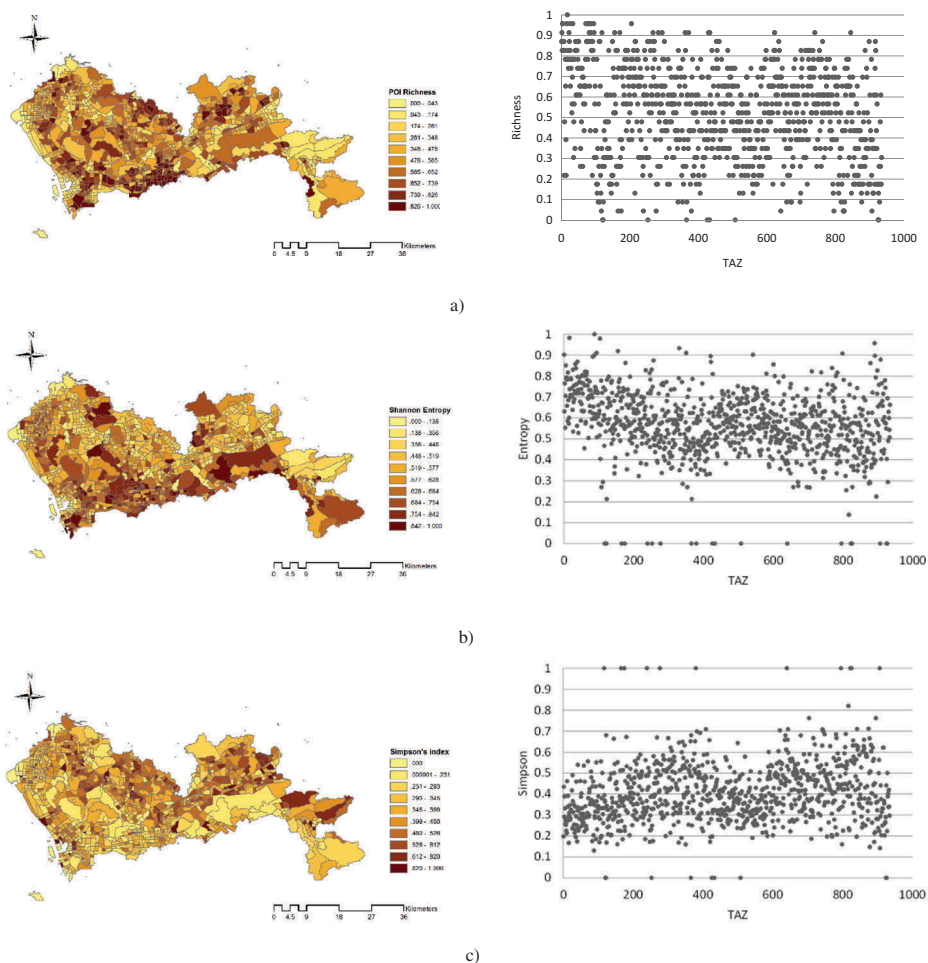 N
POI Richness
.000 - .043
.043 - .174
.174 - .261
.261 - .348
.348 - .478
.478 - .565
.565 - .652
.652 - .739
.739 - .826
.826 - 1.000
Kilometers
0 4.5 9 18 27 36
1
0.9
0.8
0.7
0.6
0.5
0.4
0.3
0.2
0.1
0
Richness
0 200 400 600 800 1000
TAZ
a)
N
Shannon Entropy
.000 - .138
.138 - .356
.356 - .448
.448 - .519
.519 - .577
.577 - .628
.628 - .684
.684 - .754
.754 - .842
.842 - 1.000
Kilometers
0 4.5 9 18 27 36
1
0.9
0.8
0.7
0.6
0.5
0.4
0.3
0.2
0.1
0
Entropy
0 200 400 600 800 1000
TAZ
b)
N
Simpson's index
.000
.000001 - .231
.231 - .293
.293 - .345
.345 - .399
.399 - .460
.460 - .526
.526 - .612
.612 - .820
.820 - 1.000
Kilometers
0 4.5 9 18 27 36
1
0.9
0.8
0.7
0.6
0.5
0.4
0.3
0.2
0.1
0
Simpson
0 200 400 600 800 1000
TAZ
c)